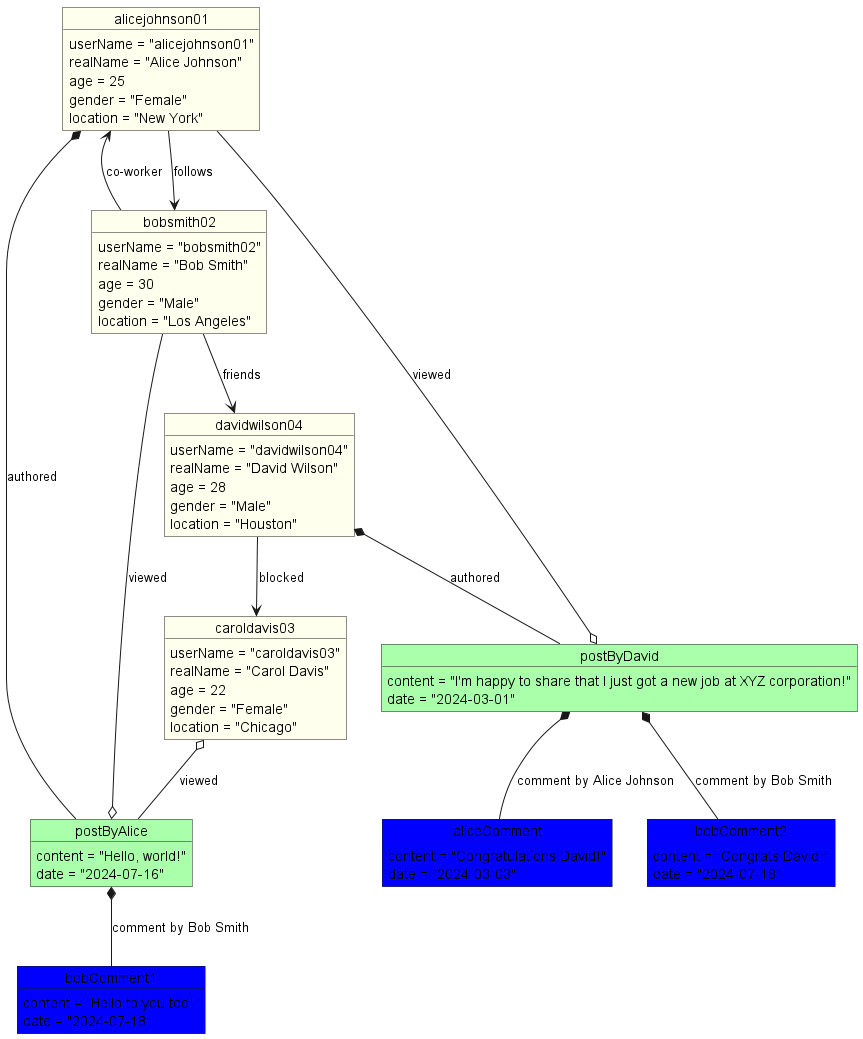 alicejohnson01
userName = "alicejohnson01"
realName = "Alice Johnson"
age = 25
gender = "Female"
location = "New York"
co-worker
follows
bobsmith02
userName = "bobsmith02"
realName = "Bob Smith"
age = 30
gender = "Male"
location = "Los Angeles"
friends
viewed
davidwilson04
userName = "davidwilson04"
realName = "David Wilson"
age = 28
gender = "Male"
location = "Houston"
authored
viewed
blocked
authored
caroldavis03
userName = "caroldavis03"
realName = "Carol Davis"
age = 22
gender = "Female"
location = "Chicago"
postByDavid
content = "I'm happy to share that I just got a new job at XYZ corporation!"
date = "2024-03-01"
viewed
comment by Alice Johnson
comment by Bob Smith
postByAlice
content = "Hello, world!"
date = "2024-07-16"
aliceComment
content = "Congratulations David!"
date = "2024-03-03"
bobComment2
content = "Congrats David!"
date = "2024-07-18"
comment by Bob Smith
bobComment1
content = "Hello to you too!"
date = "2024-07-18